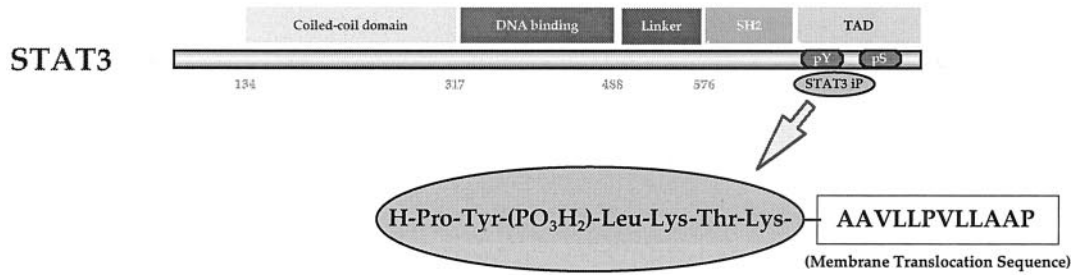 Coiled-coil domain DNA binding Linker SH2 TAD
STAT3 pY pS
134 317 488 576 STAT3 iP
H-Pro-Tyr-(PO₃H₂)-Leu-Lys-Thr-Lys- AAVLLPVLLAAP
(Membrane Translocation Sequence)